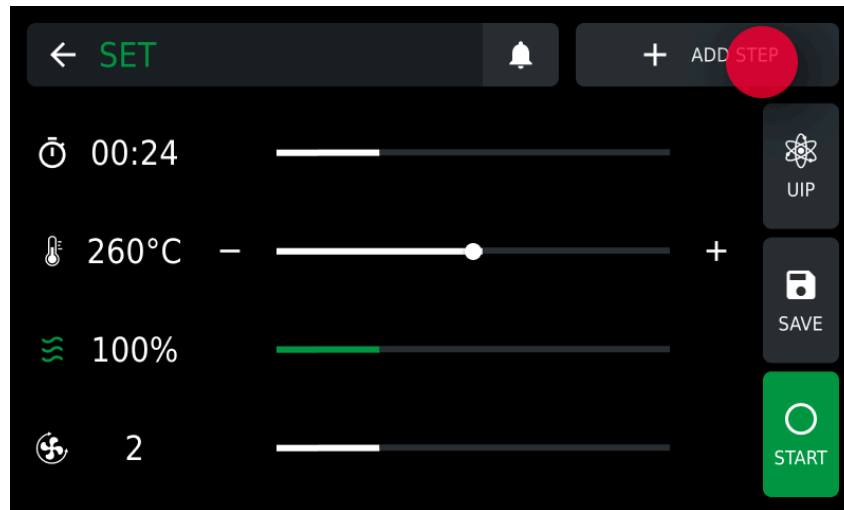 SET
+ ADD STEP
00:24
UIP
260°C − +
SAVE
100%
START
2